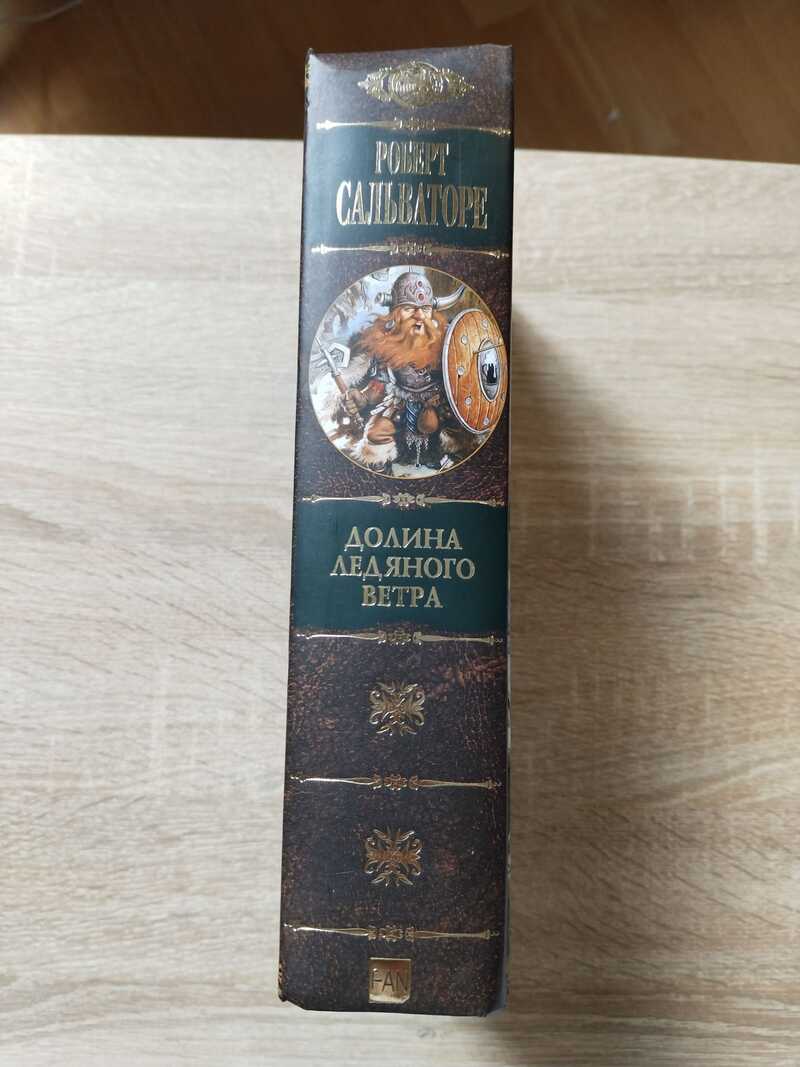 РОБЕРТ
САЛЬВАТОРЕ
ДОЛИНА
ЛЕДЯНОГО
ВЕТРА
FAN